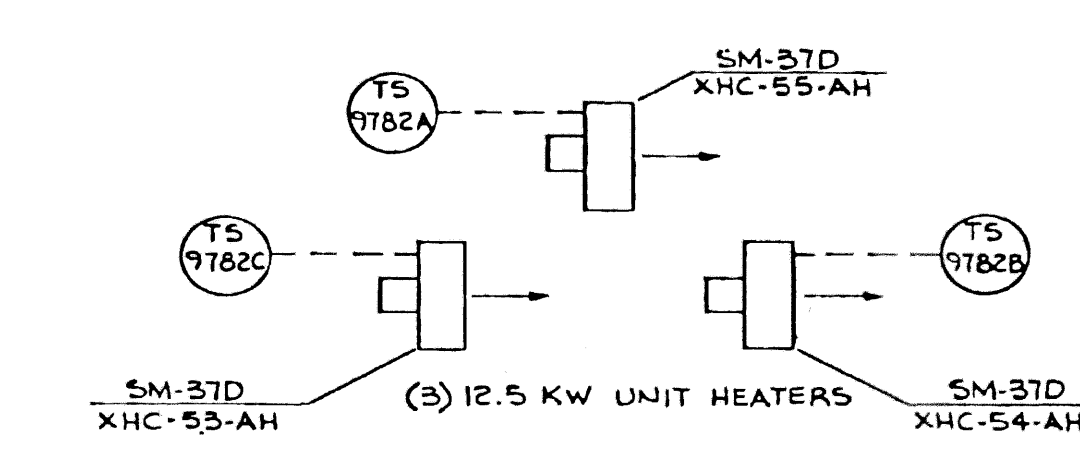 SM-37D
XHC-55-AH
TS
9782A
TS
9782C
TS
9782B
SM-37D
XHC-53-AH
(3) 12.5 KW UNIT HEATERS
SM-37D
XHC-54-AH